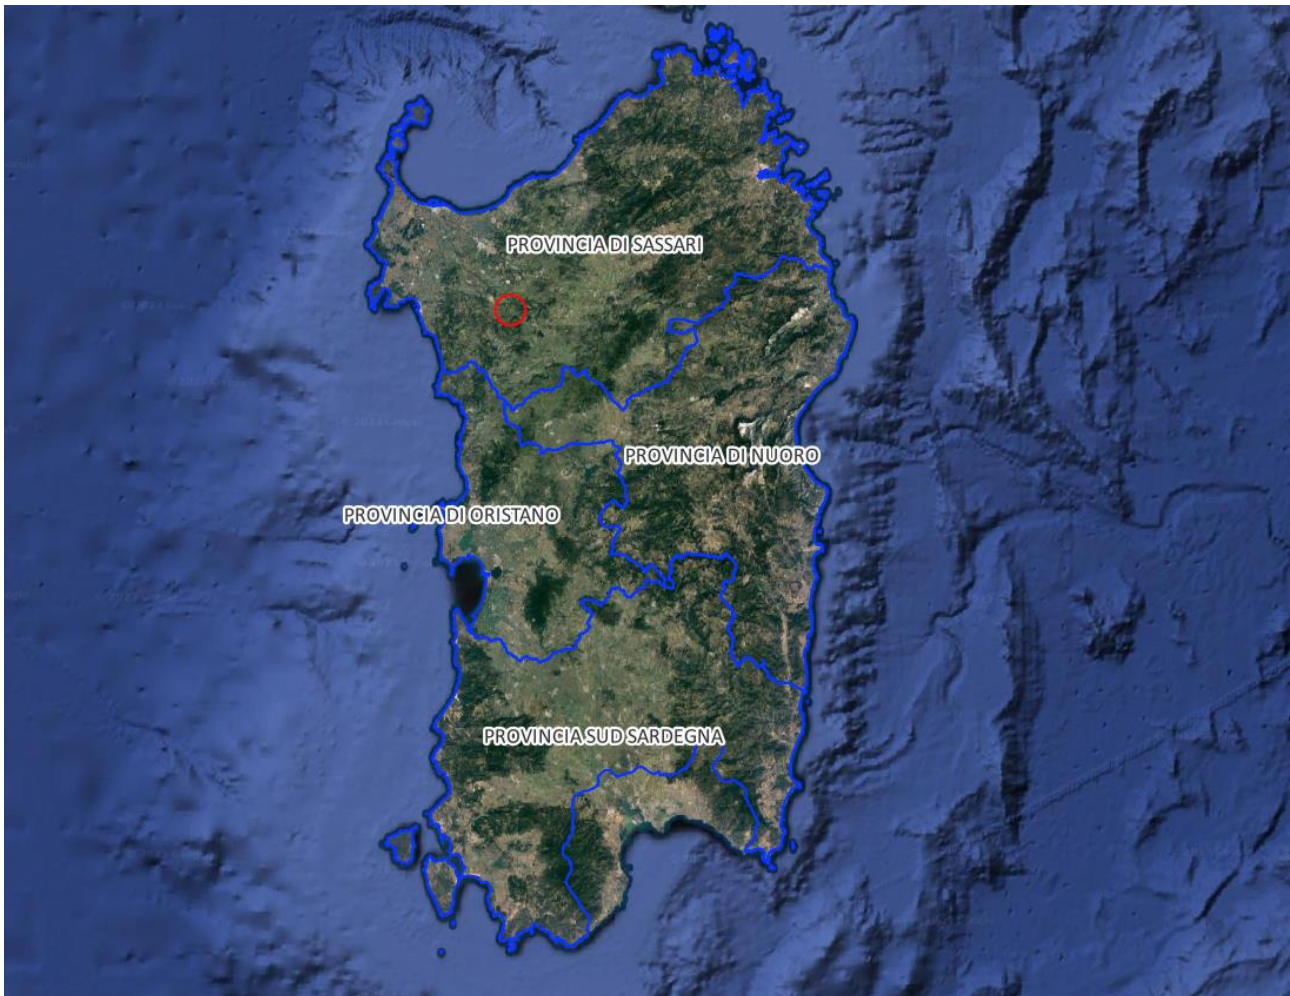 PROVINCIA DI SASSARI
PROVINCIA DI NUORO
PROVINCIA DI ORISTANO
PROVINCIA SUD SARDEGNA